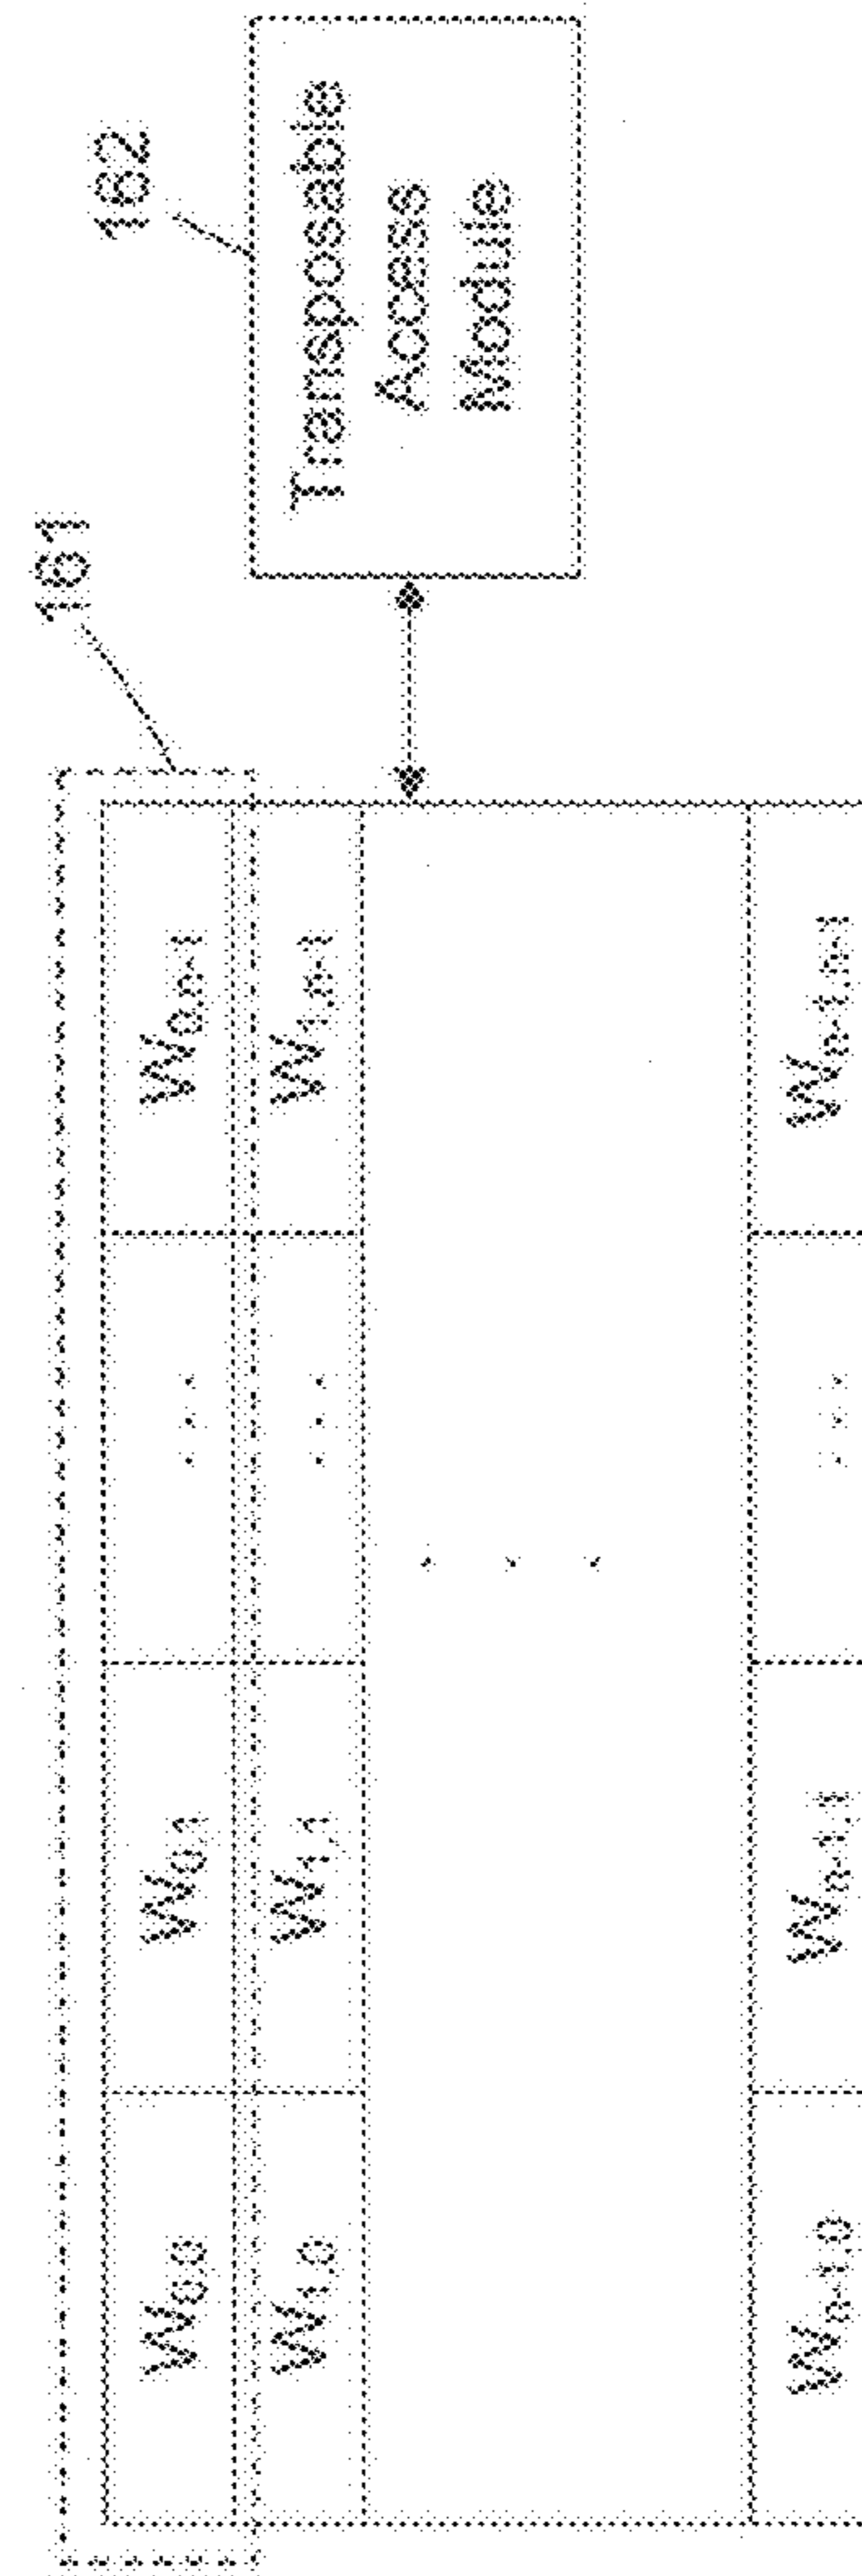 161
162
Transposable
Access
Module
W0,0 W0,1 ... W0,n-1
W1,0 W1,1 ... W1,n-1
. . .
Wn-1,0 Wn-1,1 ... Wn-1,n-1